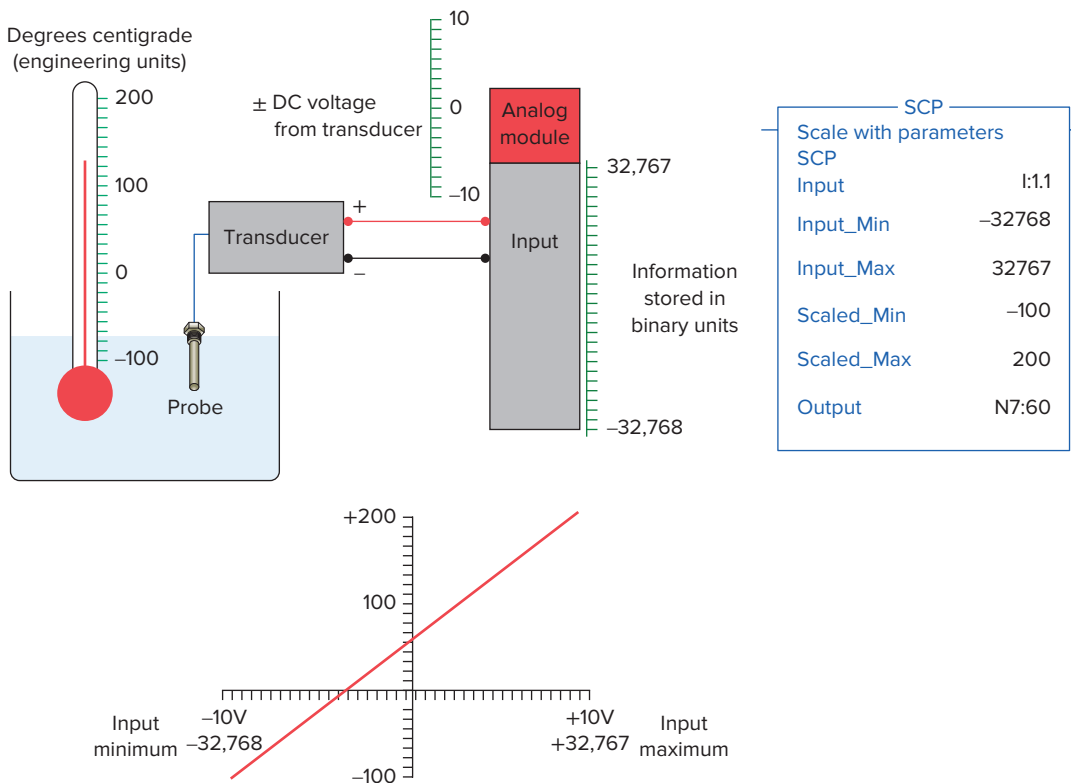 Degrees centigrade
(engineering units)
200
100
0
–100
Probe
Transducer
+
–
± DC voltage
from transducer
10
0
–10
Analog
module
Input
32,767
Information
stored in
binary units
–32,768
SCP
Scale with parameters
SCP
Input I:1.1
Input_Min –32768
Input_Max 32767
Scaled_Min –100
Scaled_Max 200
Output N7:60
+200
100
–100
Input
minimum
–10V
–32,768
+10V
+32,767
Input
maximum